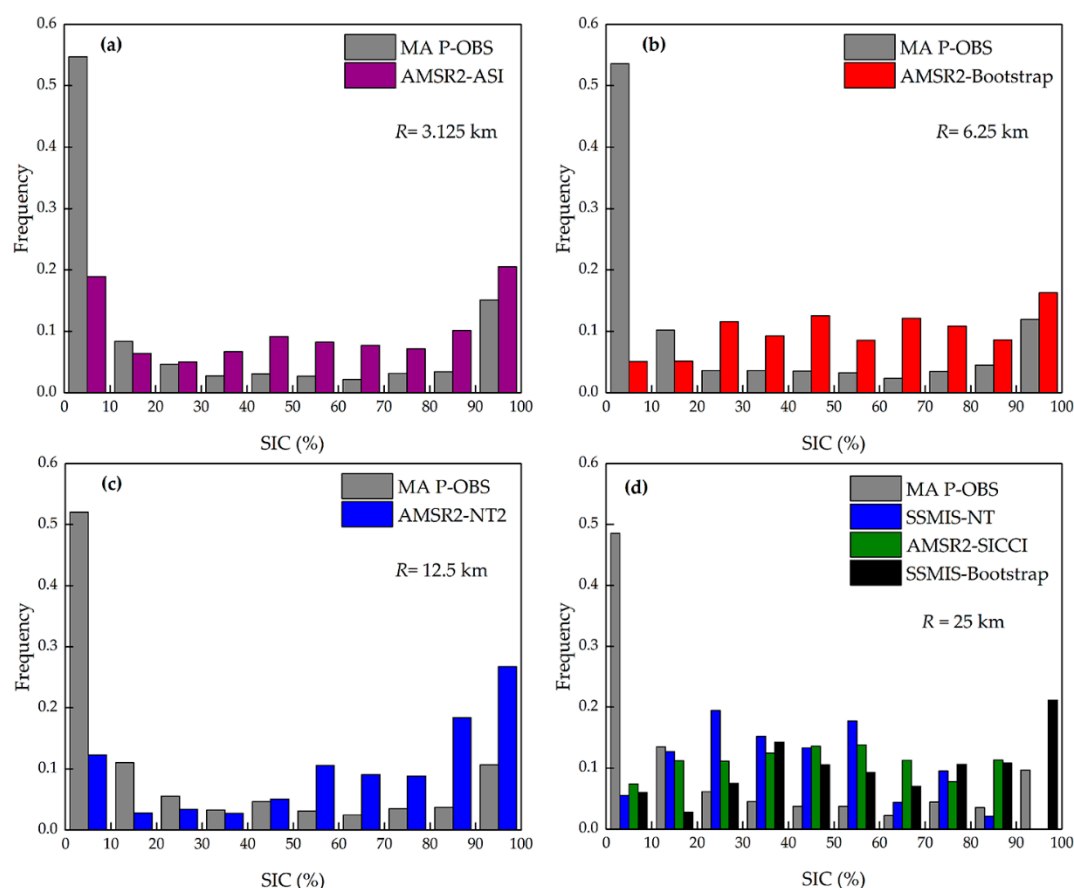 (a)
MA P-OBS
AMSR2-ASI
R= 3.125 km
Frequency
0.6
0.5
0.4
0.3
0.2
0.1
0.0
0 10 20 30 40 50 60 70 80 90 100
SIC (%)
(b)
MA P-OBS
AMSR2-Bootstrap
R= 6.25 km
Frequency
0.6
0.5
0.4
0.3
0.2
0.1
0.0
0 10 20 30 40 50 60 70 80 90 100
SIC (%)
(c)
MA P-OBS
AMSR2-NT2
R= 12.5 km
Frequency
0.6
0.5
0.4
0.3
0.2
0.1
0.0
0 10 20 30 40 50 60 70 80 90 100
SIC (%)
(d)
MA P-OBS
SSMIS-NT
AMSR2-SICCI
SSMIS-Bootstrap
R = 25 km
Frequency
0.6
0.5
0.4
0.3
0.2
0.1
0.0
0 10 20 30 40 50 60 70 80 90 100
SIC (%)